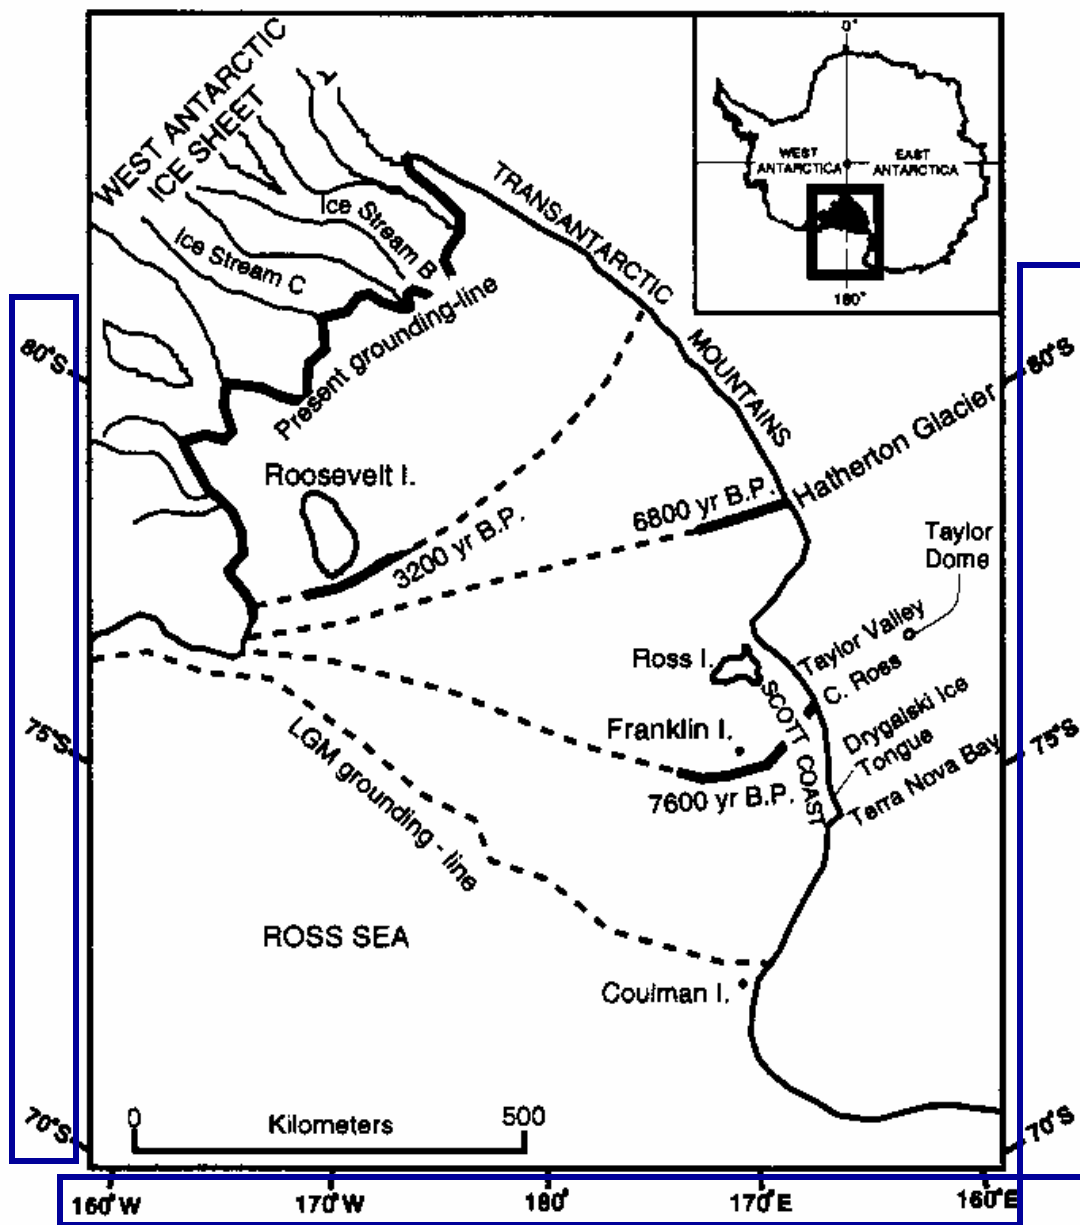 0°
WEST
ANTARCTICA
EAST
ANTARCTICA
180°
WEST ANTARCTIC
ICE SHEET
TRANSANTARCTIC
MOUNTAINS
Ice Stream B
Ice Stream C
Present grounding-line
80°S
80°S
Hatherton Glacier
Roosevelt I.
6800 yr B.P.
3200 yr B.P.
Taylor
Dome
Taylor Valley
Ross I.
C. Ross
SCOTT COAST
Drygalski Ice
Tongue
Franklin I.
75°S
75°S
Terra Nova Bay
7600 yr B.P.
LGM grounding - line
ROSS SEA
Coulman I.
0
500
Kilometers
70°S
70°S
160°W
170°W
180°
170°E
160°E